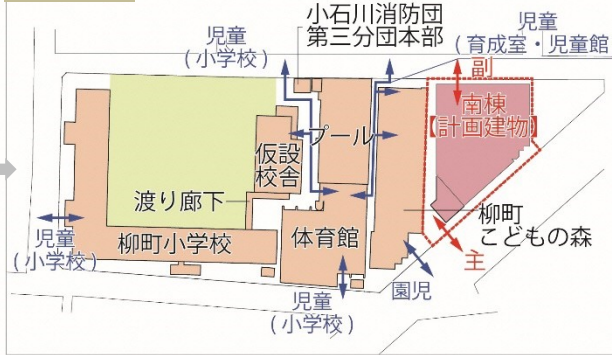 小石川消防団
第三分団本部
児童
(小学校)
児童
(育成室・児童館
副
南棟
【計画建物】
プール
仮設
校舎
渡り廊下
柳町小学校
体育館
柳町
こどもの森
児童
(小学校)
主
園児
児童
(小学校)